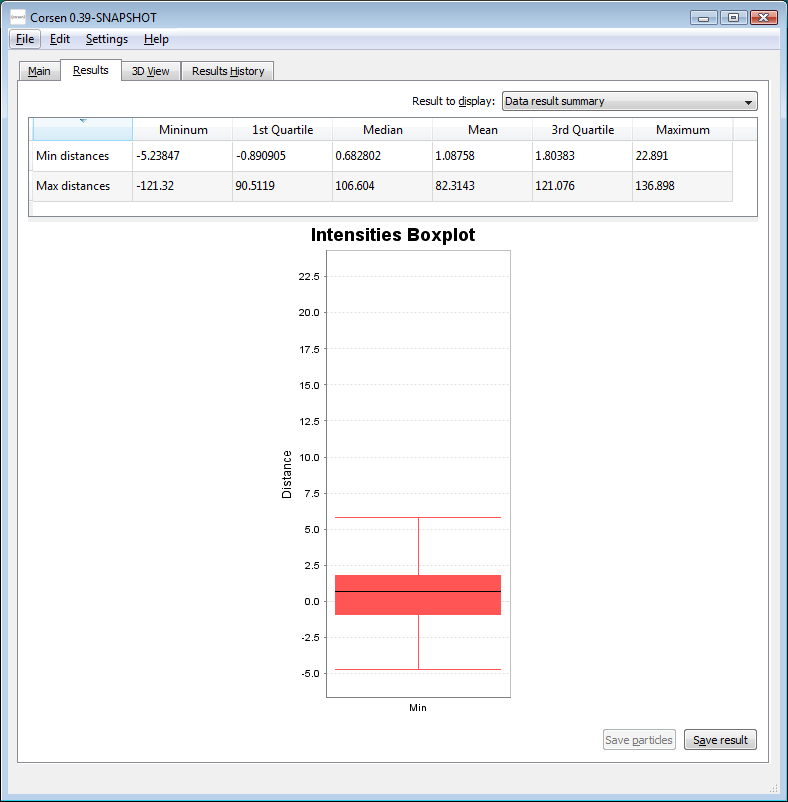 Corsen 0.39-SNAPSHOT
File Edit Settings Help
Main Results 3D View Results History
Result to display: Data result summary
Mininum 1st Quartile Median Mean 3rd Quartile Maximum
Min distances -5.23847 -0.890905 0.682802 1.08758 1.80383 22.891
Max distances -121.32 90.5119 106.604 82.3143 121.076 136.898
Intensities Boxplot
22.5
20.0
17.5
15.0
12.5
10.0
7.5
5.0
2.5
0.0
-2.5
-5.0
Distance
Min
Save particles Save result